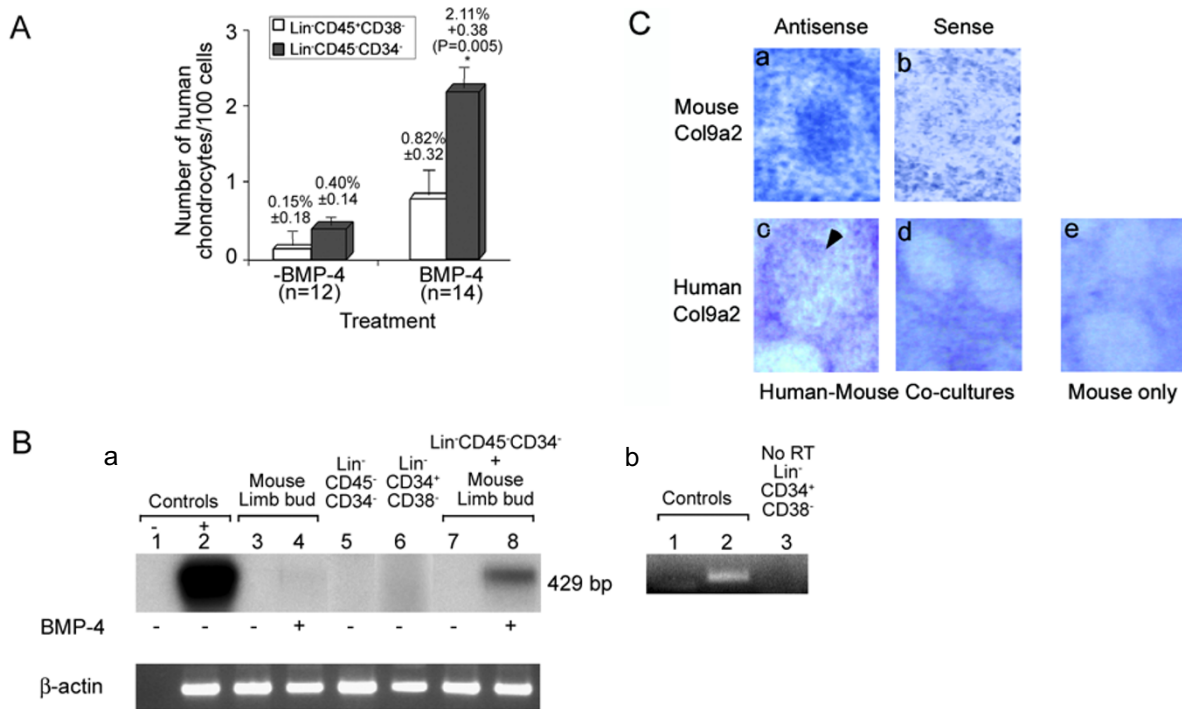 A
Number of human
chondrocytes/100 cells
3
2
1
0
Lin⁻CD45⁺CD38⁻
Lin⁻CD45⁻CD34⁻
0.15%
±0.18
0.40%
±0.14
0.82%
±0.32
2.11%
+0.38
(P=0.005)
*
-BMP-4
(n=12)
BMP-4
(n=14)
Treatment
C
Antisense
Sense
Mouse
Col9a2
a
b
Human
Col9a2
c
d
e
Human-Mouse Co-cultures
Mouse only
B
a
Controls
Mouse
Limb bud
Lin⁻
CD45⁻
CD34⁻
Lin⁻
CD34⁺
CD38⁻
Lin⁻CD45⁻CD34⁻
+
Mouse
Limb bud
- +
1 2 3 4 5 6 7 8
429 bp
BMP-4 - - - + - - - +
β-actin
b
Controls
No RT
Lin⁻
CD34⁺
CD38⁻
1 2 3